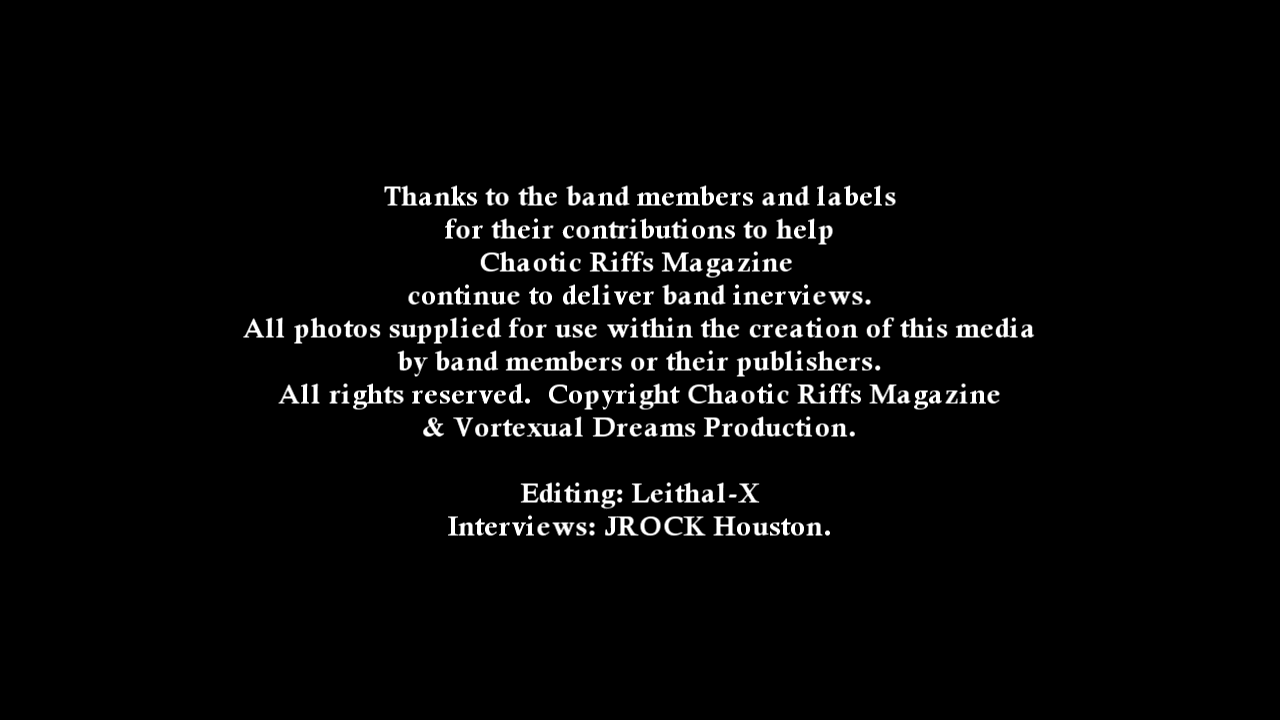 Thanks to the band members and labels
for their contributions to help
Chaotic Riffs Magazine
continue to deliver band inerviews.
All photos supplied for use within the creation of this media
by band members or their publishers.
All rights reserved.  Copyright Chaotic Riffs Magazine
& Vortexual Dreams Production.

Editing: Leithal-X
Interviews: JROCK Houston.